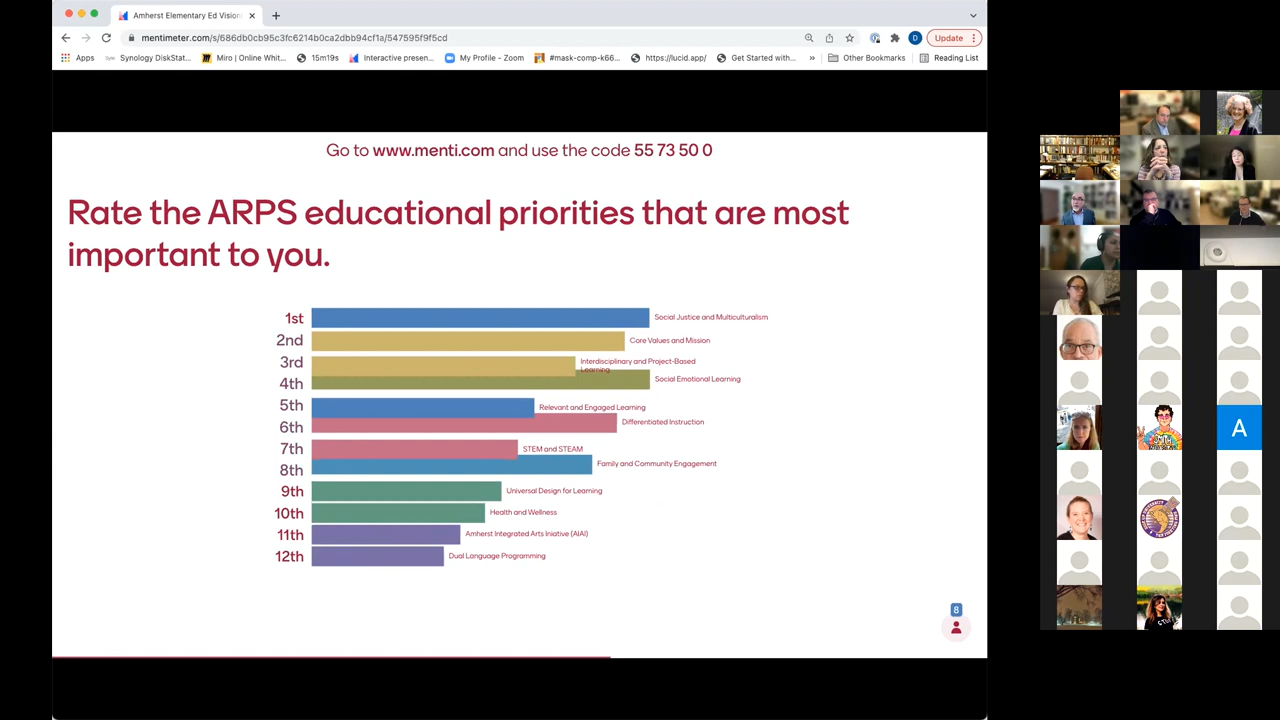 Amherst Elementary Ed Vision
mentimeter.com/s/686db0cb95c3fc6214b0ca2dbb94cf1a/547595f9f5cd
D
Update
Apps
Synology DiskStat...
Miro | Online Whit...
15m19s
Interactive presen...
My Profile - Zoom
#mask-comp-k66...
https://lucid.app/
Get Started with...
»
Other Bookmarks
Reading List
Go to www.menti.com and use the code 55 73 50 0
Rate the ARPS educational priorities that are most
important to you.
1st Social Justice and Multiculturalism
2nd Core Values and Mission
3rd Interdisciplinary and Project-Based
Learning
4th Social Emotional Learning
5th Relevant and Engaged Learning
6th Differentiated Instruction
7th STEM and STEAM
8th Family and Community Engagement
9th Universal Design for Learning
10th Health and Wellness
11th Amherst Integrated Arts Iniative (AIAI)
12th Dual Language Programming
8
A